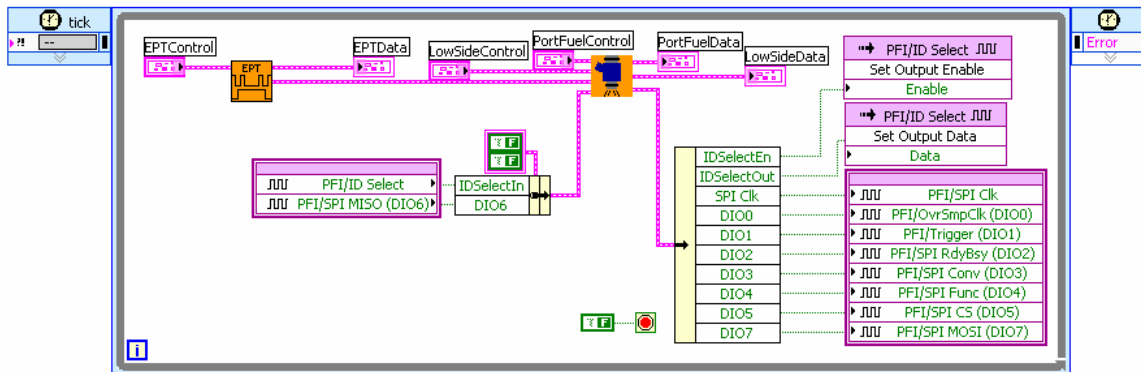 tick
?!
--
Error
EPTControl
EPTData
LowSideControl
PortFuelControl
PortFuelData
LowSideData
EPT
PFI/ID Select
Set Output Enable
Enable
PFI/ID Select
Set Output Data
Data
? F
? F
PFI/ID Select
PFI/SPI MISO (DIO6)
IDSelectIn
DIO6
IDSelectEn
IDSelectOut
SPI Clk
DIO0
DIO1
DIO2
DIO3
DIO4
DIO5
DIO7
PFI/SPI Clk
PFI/OvrSmpClk (DIO0)
PFI/Trigger (DIO1)
PFI/SPI RdyBsy (DIO2)
PFI/SPI Conv (DIO3)
PFI/SPI Func (DIO4)
PFI/SPI CS (DIO5)
PFI/SPI MOSI (DIO7)
? F
i